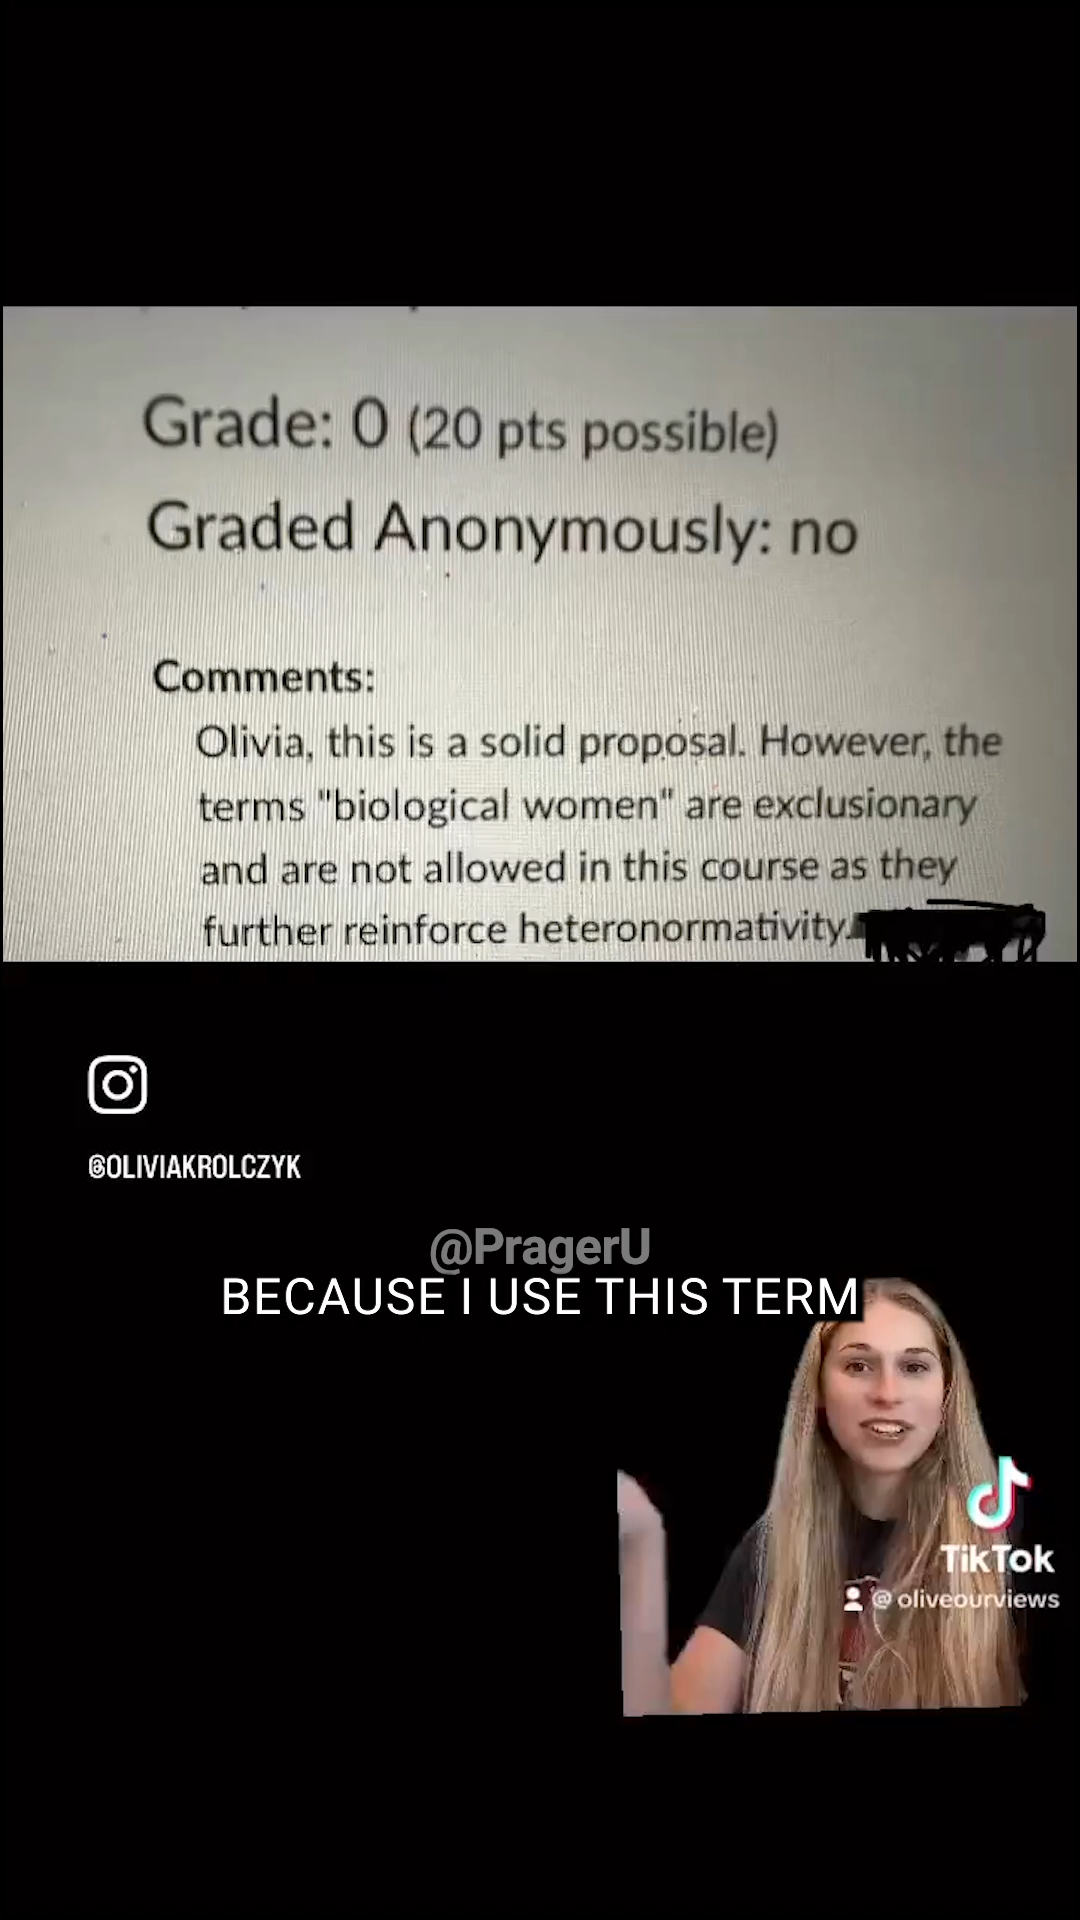 Grade: 0 (20 pts possible)
Graded Anonymously: no
Comments:
Olivia, this is a solid proposal. However, the
terms "biological women" are exclusionary
and are not allowed in this course as they
further reinforce heteronormativity.
@OLIVIAKROLCZYK
@PragerU
BECAUSE I USE THIS TERM
TikTok
@oliveourviews